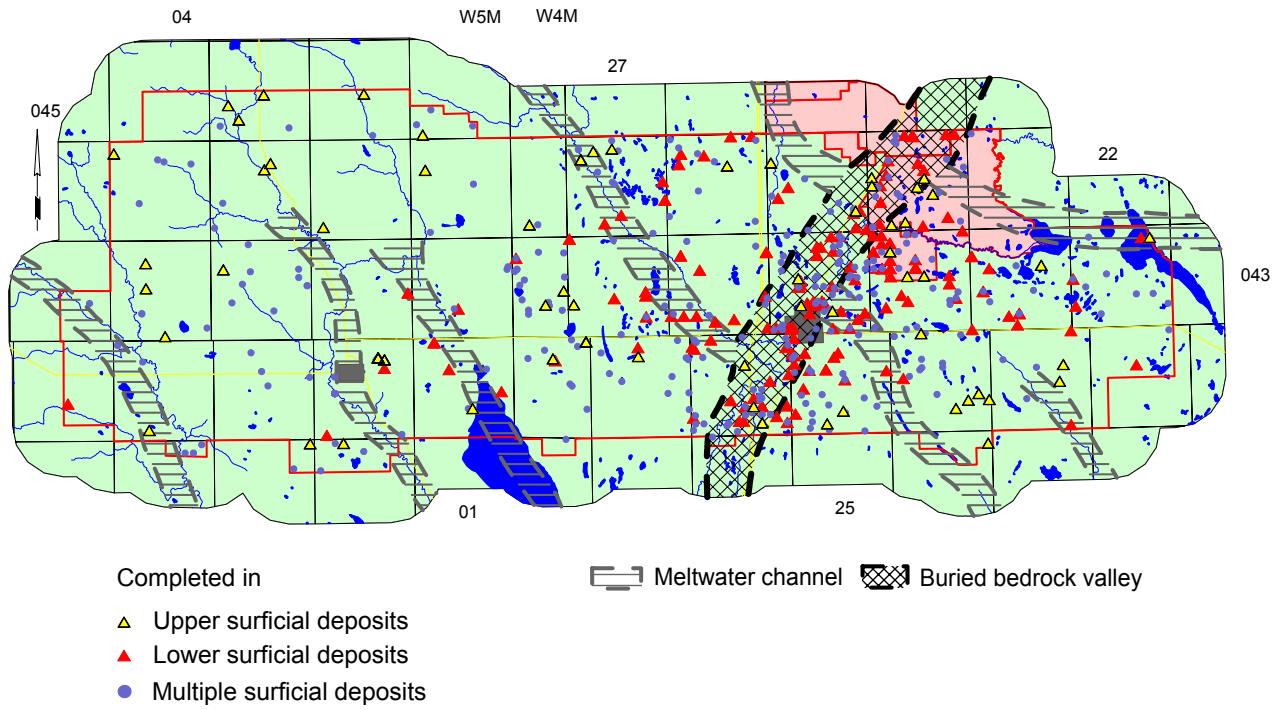 04
W5M W4M
27
045
22
043
01
25
Completed in
Meltwater channel
Buried bedrock valley
Upper surficial deposits
Lower surficial deposits
Multiple surficial deposits